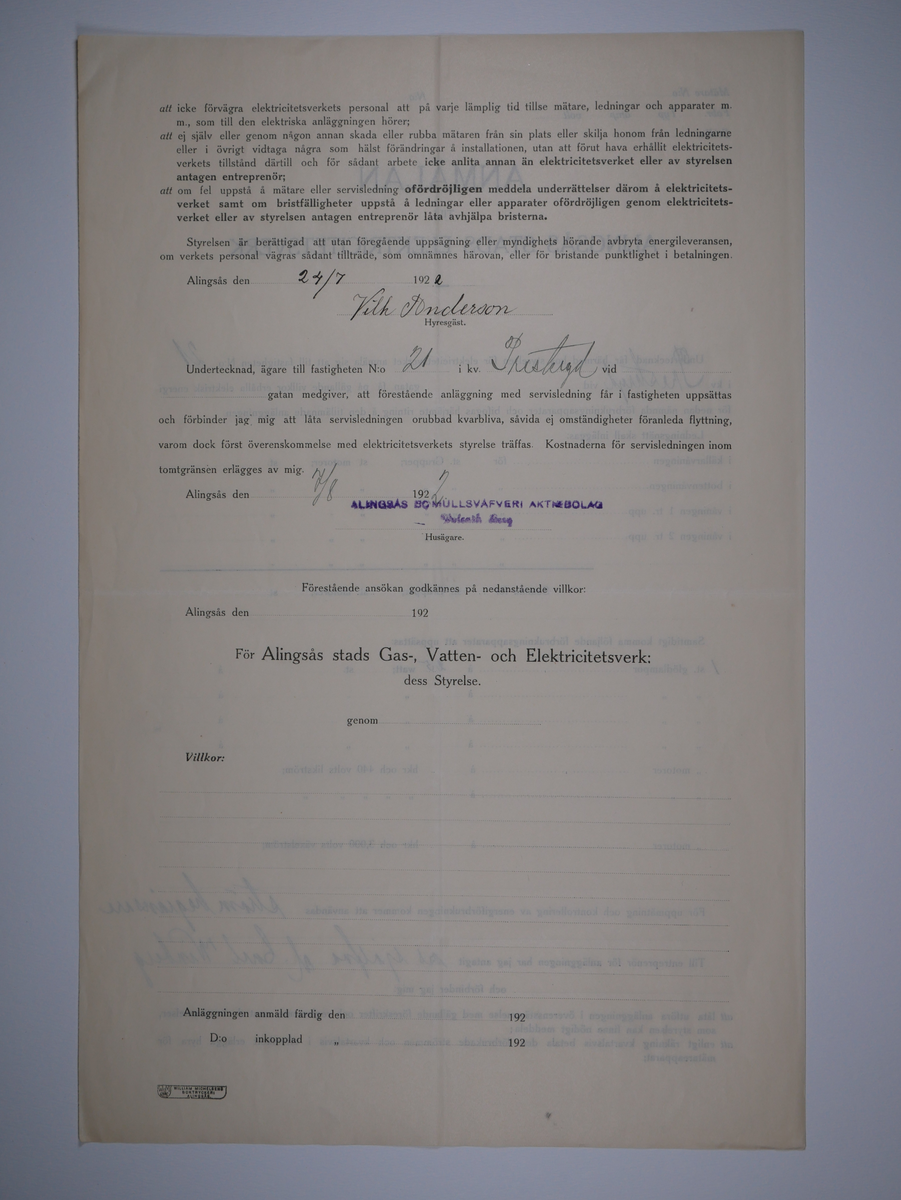 att icke förvägra elektricitetsverkets personal att på varje lämplig tid tillse mätare, ledningar och apparater m.
m., som till den elektriska anläggningen hörer;
att ej själv eller genom någon annan skada eller rubba mätaren från sin plats eller skilja honom från ledningarne
eller i övrigt vidtaga några som hälst förändringar å installationen, utan att förut hava erhållit elektricitets-
verkets tillstånd därtill och för sådant arbete icke anlita annan än elektricitetsverket eller av styrelsen
antagen entreprenör;
att om fel uppstå å mätare eller servisledning ofördröjligen meddela underrättelser därom å elektricitets-
verket samt om bristfälligheter uppstå å ledningar eller apparater ofördröjligen genom elektricitets-
verket eller av styrelsen antagen entreprenör låta avhjälpa bristerna.
Styrelsen är berättigad att utan föregående uppsägning eller myndighets hörande avbryta energileveransen,
om verkets personal vägras sådant tillträde, som omnämnes härovan, eller för bristande punktlighet i betalningen.
Alingsås den 24/7 1922
Vilh Anderson
Hyresgäst.
Undertecknad, ägare till fastigheten N:o 21 i kv. Prästeryd vid
gatan medgiver, att förestående anläggning med servisledning får i fastigheten uppsättas
och förbinder jag mig att låta servisledningen orubbad kvarbliva, såvida ej omständigheter föranleda flyttning,
varom dock först överenskommelse med elektricitetsverkets styrelse träffas. Kostnaderna för servisledningen inom
tomtgränsen erlägges av mig.
Alingsås den 7/8 1922
ALINGSÅS BOMULLSVÄFVERI AKTIEBOLAG
Husägare.
Förestående ansökan godkännes på nedanstående villkor:
Alingsås den 192
För Alingsås stads Gas-, Vatten- och Elektricitetsverk:
dess Styrelse.
genom
Villkor:
Anläggningen anmäld färdig den 192
D:o inkopplad „ 192
WILLIAM MICHELSENS
BOKTRYCKERI
ALINGSÅS